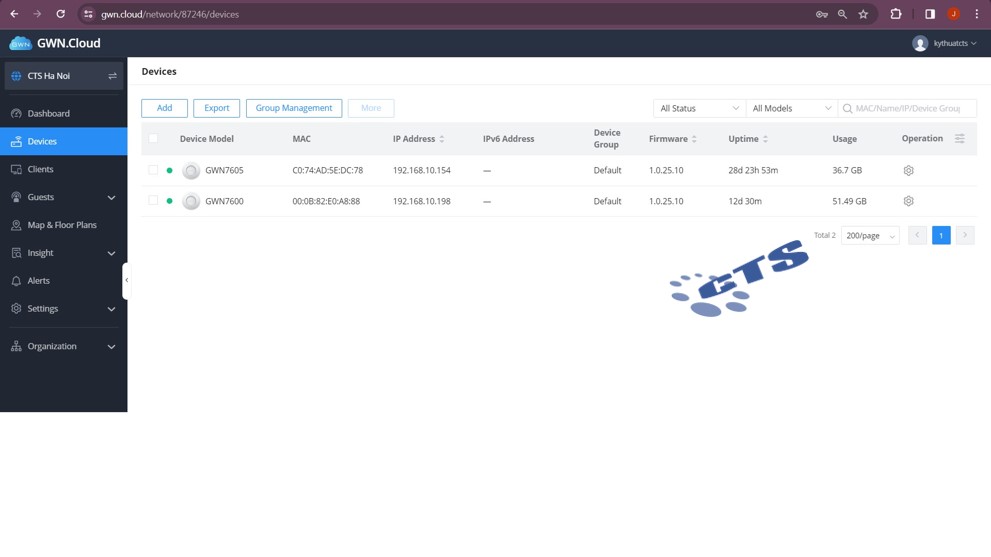 gwn.cloud/network/87246/devices
J
GWN
GWN.Cloud
kythuatcts
CTS Ha Noi
Devices
Dashboard
Devices
Clients
Guests
Map & Floor Plans
Insight
Alerts
Settings
Organization
Add
Export
Group Management
More
All Status
All Models
MAC/Name/IP/Device Group
Device Model
MAC
IP Address
IPv6 Address
Device
Group
Firmware
Uptime
Usage
Operation
GWN7605
C0:74:AD:5E:DC:78
192.168.10.154
—
Default
1.0.25.10
28d 23h 53m
36.7 GB
GWN7600
00:0B:82:E0:A8:88
192.168.10.198
—
Default
1.0.25.10
12d 30m
51.49 GB
Total 2
200/page
1
CTS